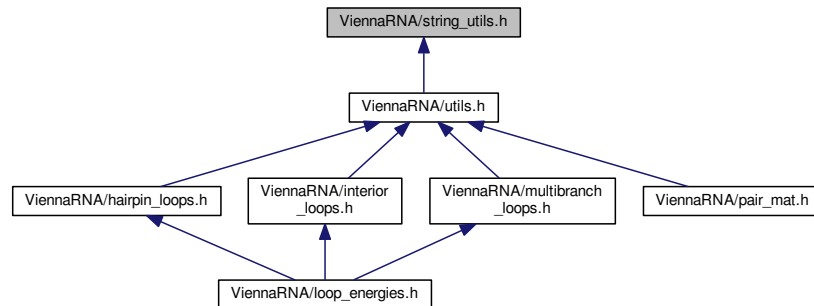 ViennaRNA/string_utils.h
ViennaRNA/utils.h
ViennaRNA/hairpin_loops.h
ViennaRNA/interior
_loops.h
ViennaRNA/multibranch
_loops.h
ViennaRNA/pair_mat.h
ViennaRNA/loop_energies.h